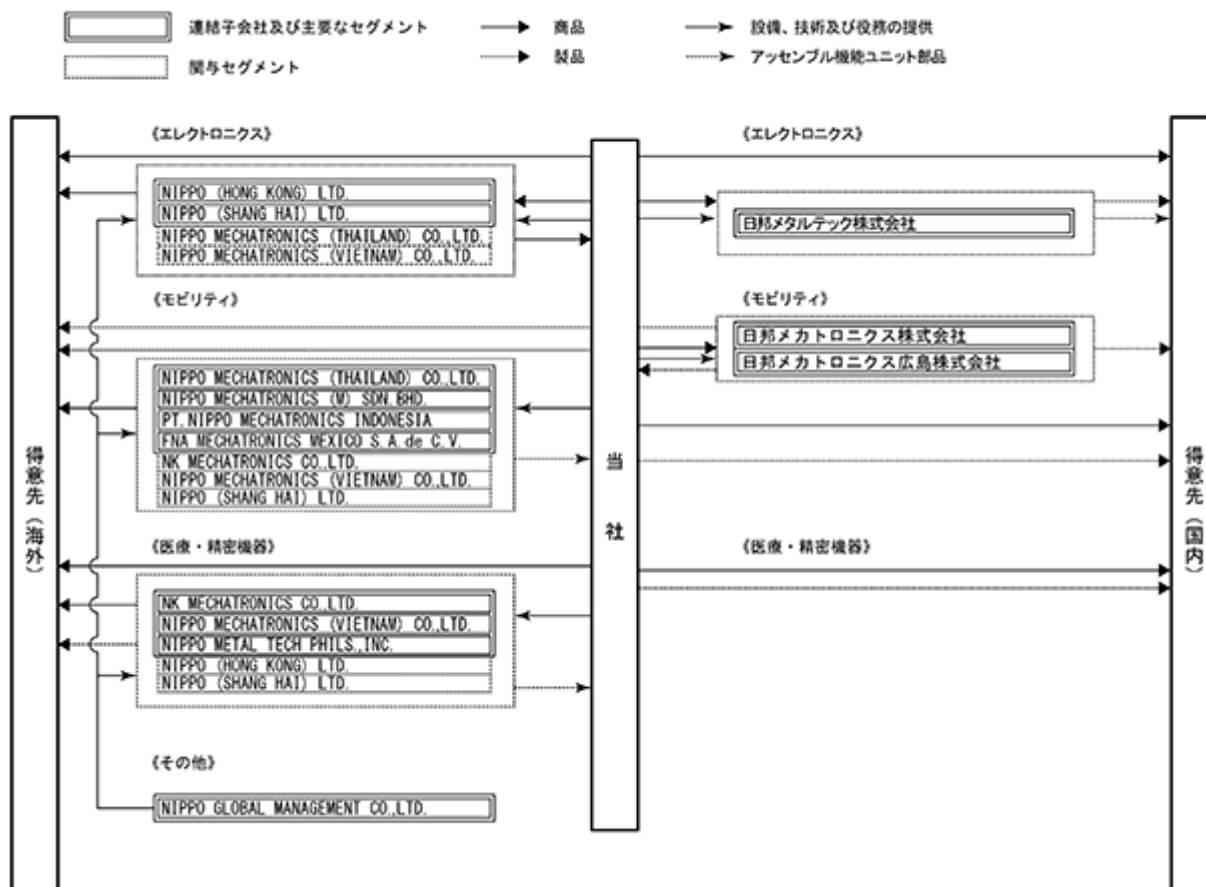 連結子会社及び主要なセグメント
商品
設備、技術及び役務の提供
関与セグメント
製品
アッセンブル機能ユニット部品
得意先（海外）
《エレクトロニクス》
NIPPO (HONG KONG) LTD.
NIPPO (SHANG HAI) LTD.
NIPPO MECHATRONICS (THAILAND) CO.,LTD.
NIPPO MECHATRONICS (VIETNAM) CO.,LTD.
《モビリティ》
NIPPO MECHATRONICS (THAILAND) CO.,LTD.
NIPPO MECHATRONICS (M) SDN BHD.
PT.NIPPO MECHATRONICS INDONESIA
FNA MECHATRONICS MEXICO S.A.de C.V.
NK MECHATRONICS CO.,LTD.
NIPPO MECHATRONICS (VIETNAM) CO.,LTD.
NIPPO (SHANG HAI) LTD.
《医療・精密機器》
NK MECHATRONICS CO.,LTD.
NIPPO MECHATRONICS (VIETNAM) CO.,LTD.
NIPPO METAL TECH PHILS.,INC.
NIPPO (HONG KONG) LTD.
NIPPO (SHANG HAI) LTD.
《その他》
NIPPO GLOBAL MANAGEMENT CO.,LTD.
当社
《エレクトロニクス》
日邦メタルテック株式会社
《モビリティ》
日邦メカトロニクス株式会社
日邦メカトロニクス広島株式会社
《医療・精密機器》
得意先（国内）